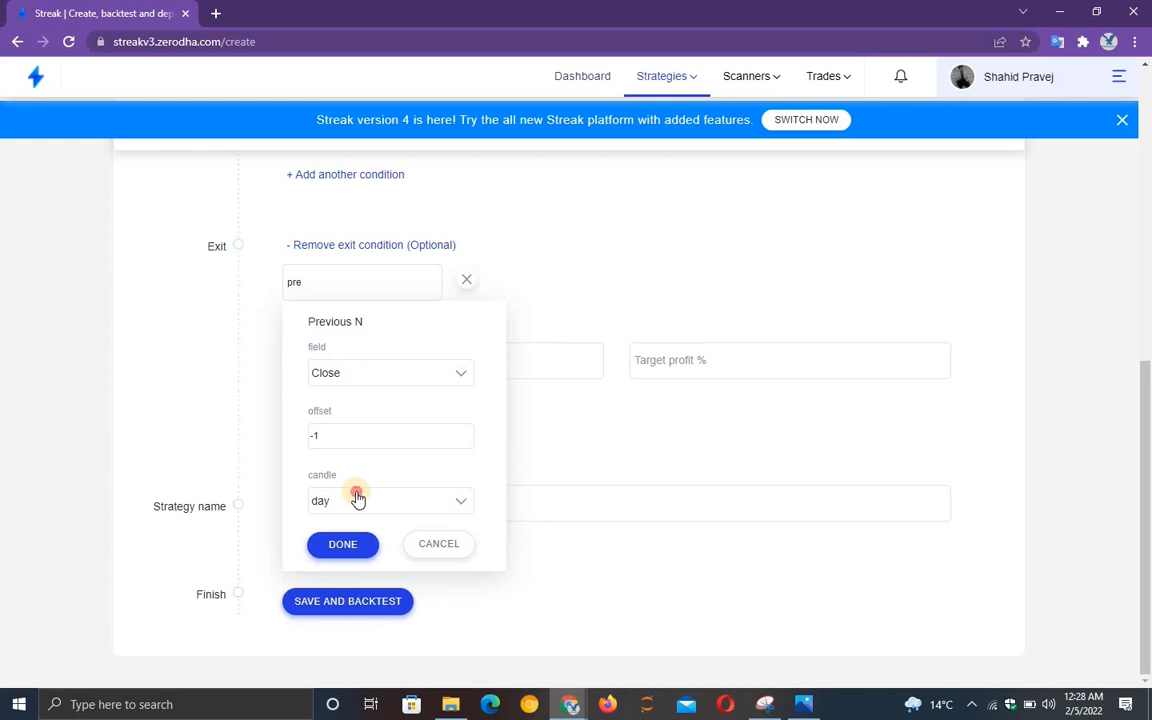 Streak | Create, backtest and dep
streakv3.zerodha.com/create
Dashboard
Strategies
Scanners
Trades
Shahid Pravej
Streak version 4 is here! Try the all new Streak platform with added features.
SWITCH NOW
+ Add another condition
Exit
- Remove exit condition (Optional)
pre
Previous N
field
Close
Target profit %
offset
-1
candle
day
Strategy name
DONE
CANCEL
Finish
SAVE AND BACKTEST
Type here to search
14°C
12:28 AM
2/5/2022